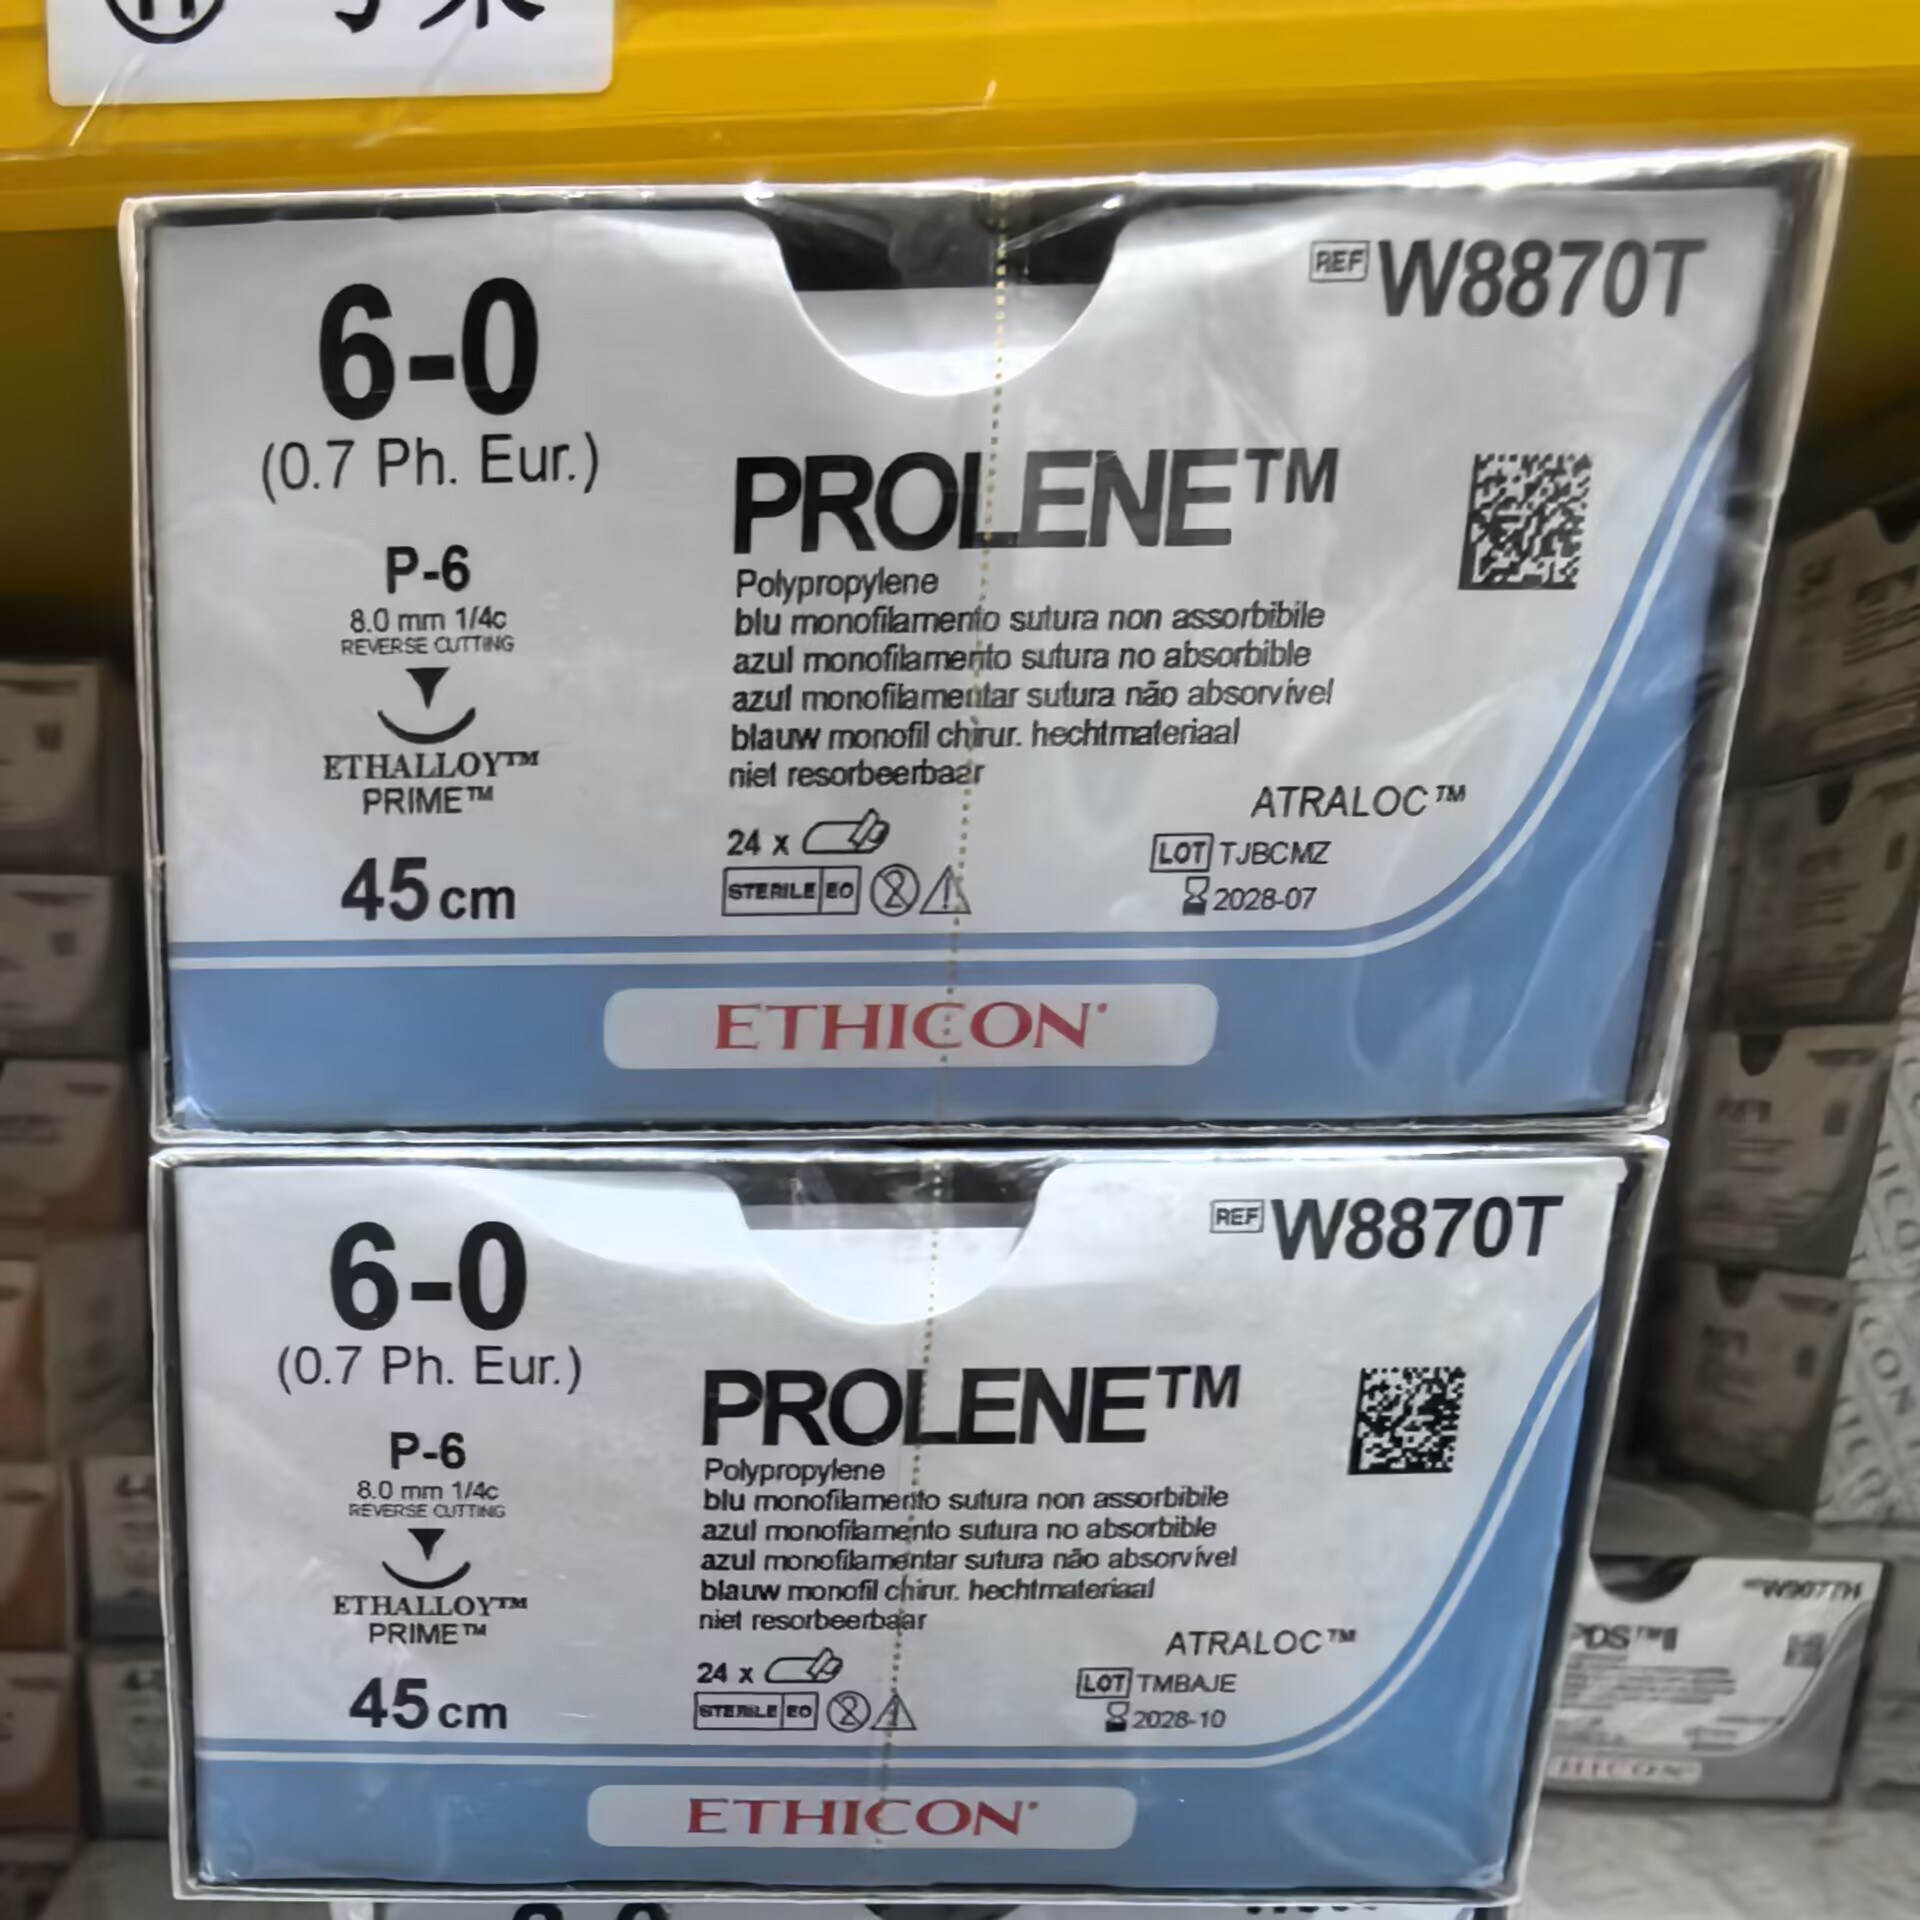 6-0
(0.7 Ph. Eur.)
P-6
8.0 mm 1/4c
REVERSE CUTTING
ETHALLOY™
PRIME™
45 cm
REF W8870T
PROLENE™
Polypropylene
blu monofilamento sutura non assorbibile
azul monofilamento sutura no absorbible
azul monofilamentar sutura não absorvível
blauw monofil chirur. hechtmateriaal
niet resorbeerbaar
24 x
STERILE EO
ATRALOC™
LOT TJBCMZ
2028-07
ETHICON
6-0
(0.7 Ph. Eur.)
P-6
8.0 mm 1/4c
REVERSE CUTTING
ETHALLOY™
PRIME™
45 cm
REF W8870T
PROLENE™
Polypropylene
blu monofilamento sutura non assorbibile
azul monofilamento sutura no absorbible
azul monofilamentar sutura não absorvível
blauw monofil chirur. hechtmateriaal
niet resorbeerbaar
24 x
STERILE EO
ATRALOC™
LOT TMBAJE
2028-10
ETHICON